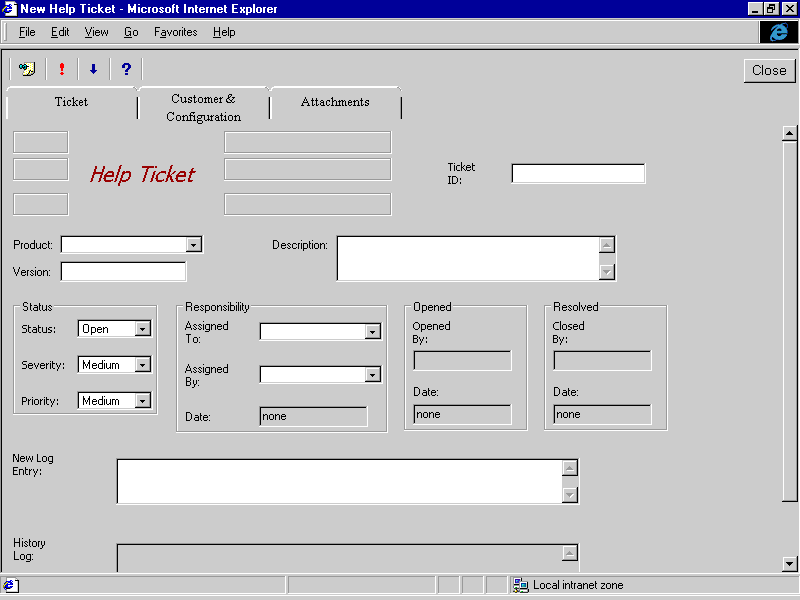 New Help Ticket - Microsoft Internet Explorer
File Edit View Go Favorites Help
! ? Close
Ticket Customer & Attachments
Configuration
Help Ticket
Ticket
ID:
Product:
Description:
Version:
Status Responsibility Opened Resolved
Status: Open
Assigned
To:
Opened
By:
Closed
By:
Severity: Medium
Assigned
By:
Priority: Medium
Date: none
Date:
none
Date:
none
New Log
Entry:
History
Log:
Local intranet zone